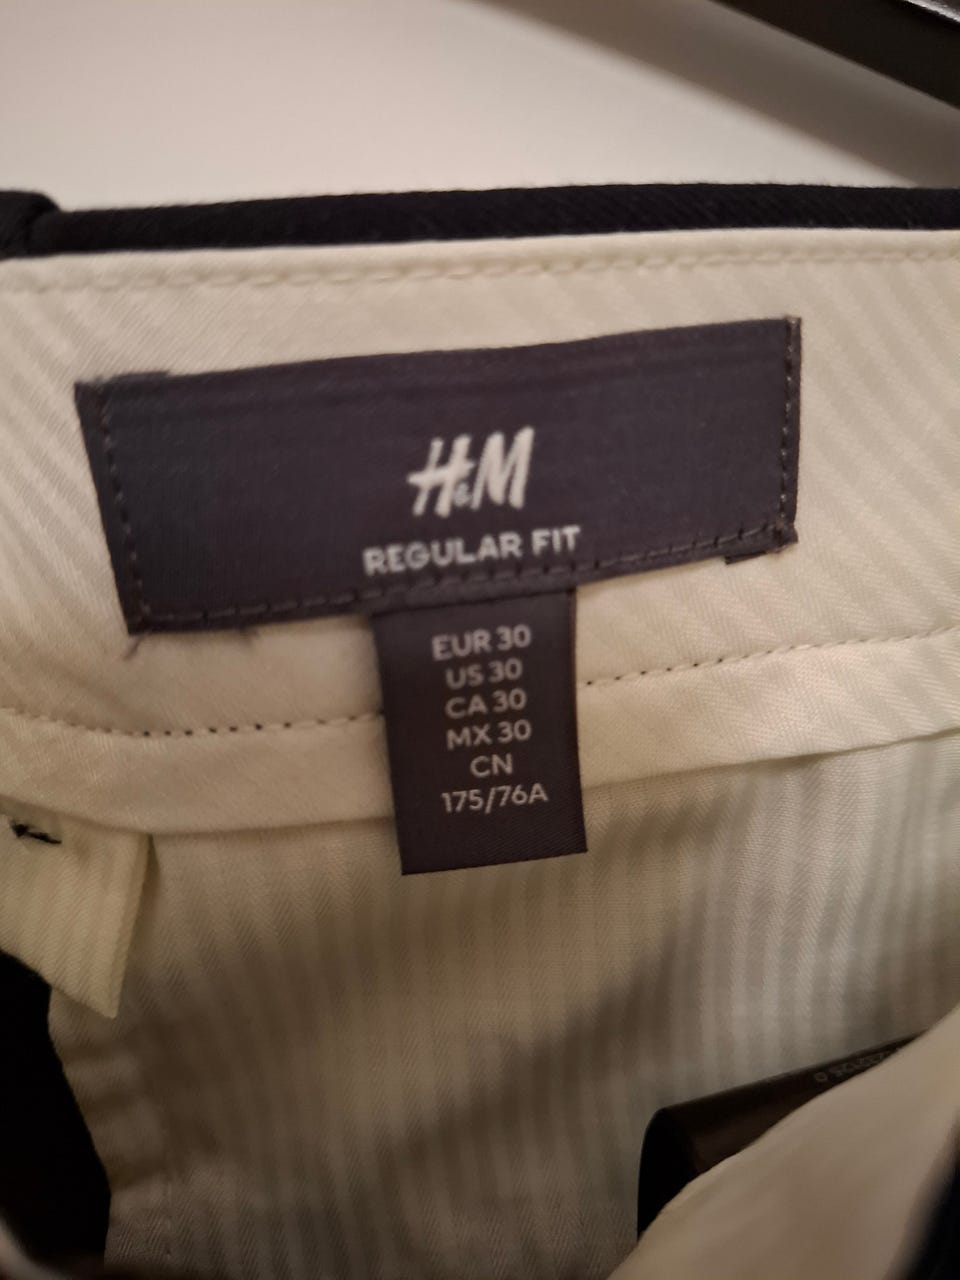 H&M
REGULAR FIT
EUR 30
US 30
CA 30
MX 30
CN
175/76A